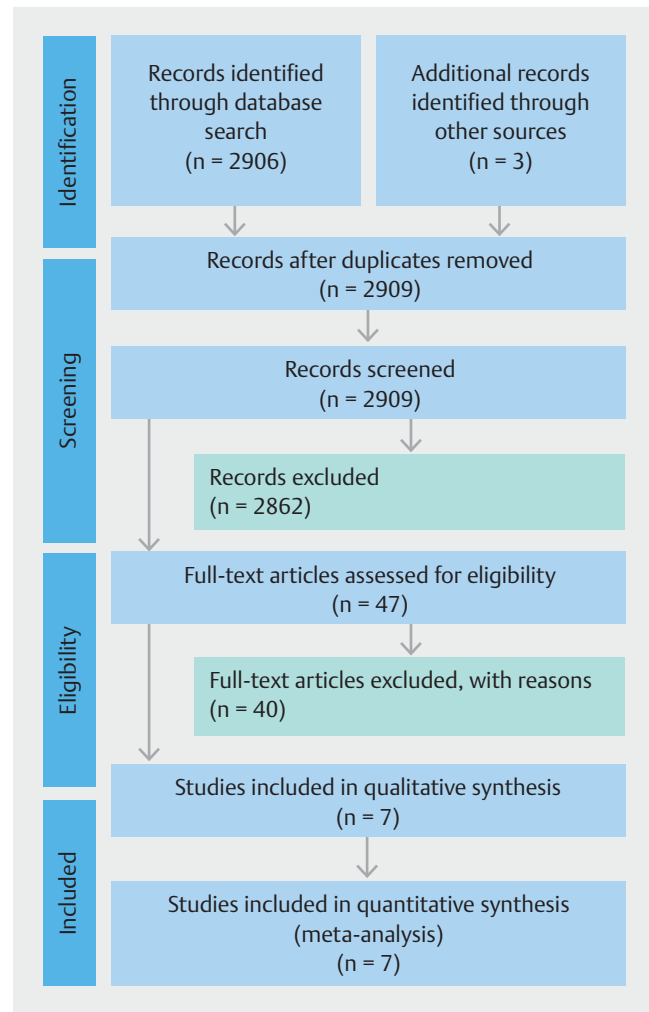 Identification
Records identified
through database
search
(n = 2906)
Additional records
identified through
other sources
(n = 3)
Screening
Records after duplicates removed
(n = 2909)
Records screened
(n = 2909)
Records excluded
(n = 2862)
Eligibility
Full-text articles assessed for eligibility
(n = 47)
Full-text articles excluded, with reasons
(n = 40)
Studies included in qualitative synthesis
(n = 7)
Included
Studies included in quantitative synthesis
(meta-analysis)
(n = 7)